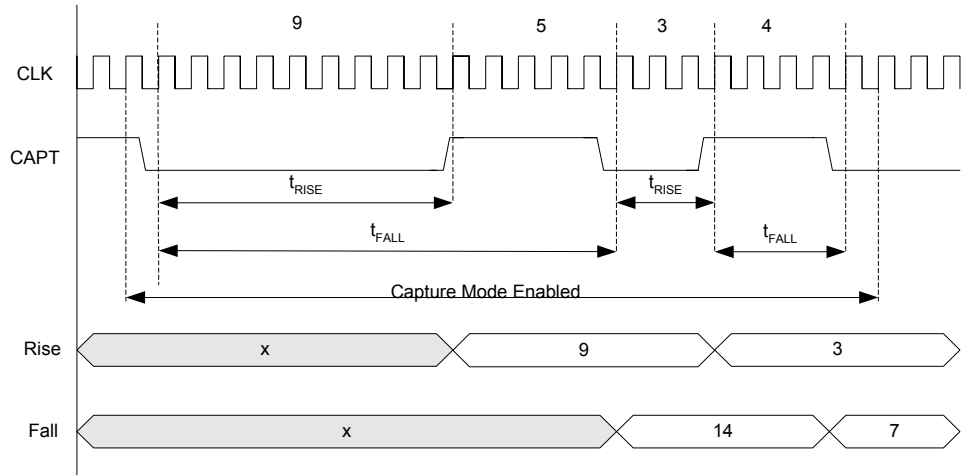 9 5 3 4
CLK
CAPT
tRISE tRISE
tFALL tFALL
Capture Mode Enabled
Rise x 9 3
Fall x 14 7